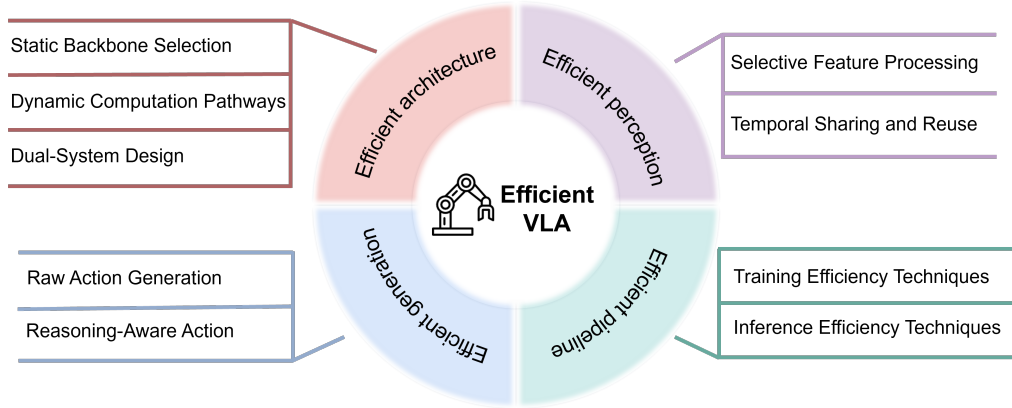 Static Backbone Selection
Dynamic Computation Pathways
Dual-System Design
Efficient architecture
Efficient perception
Selective Feature Processing
Temporal Sharing and Reuse
Efficient
VLA
Raw Action Generation
Reasoning-Aware Action
Efficient generation
Efficient pipeline
Training Efficiency Techniques
Inference Efficiency Techniques